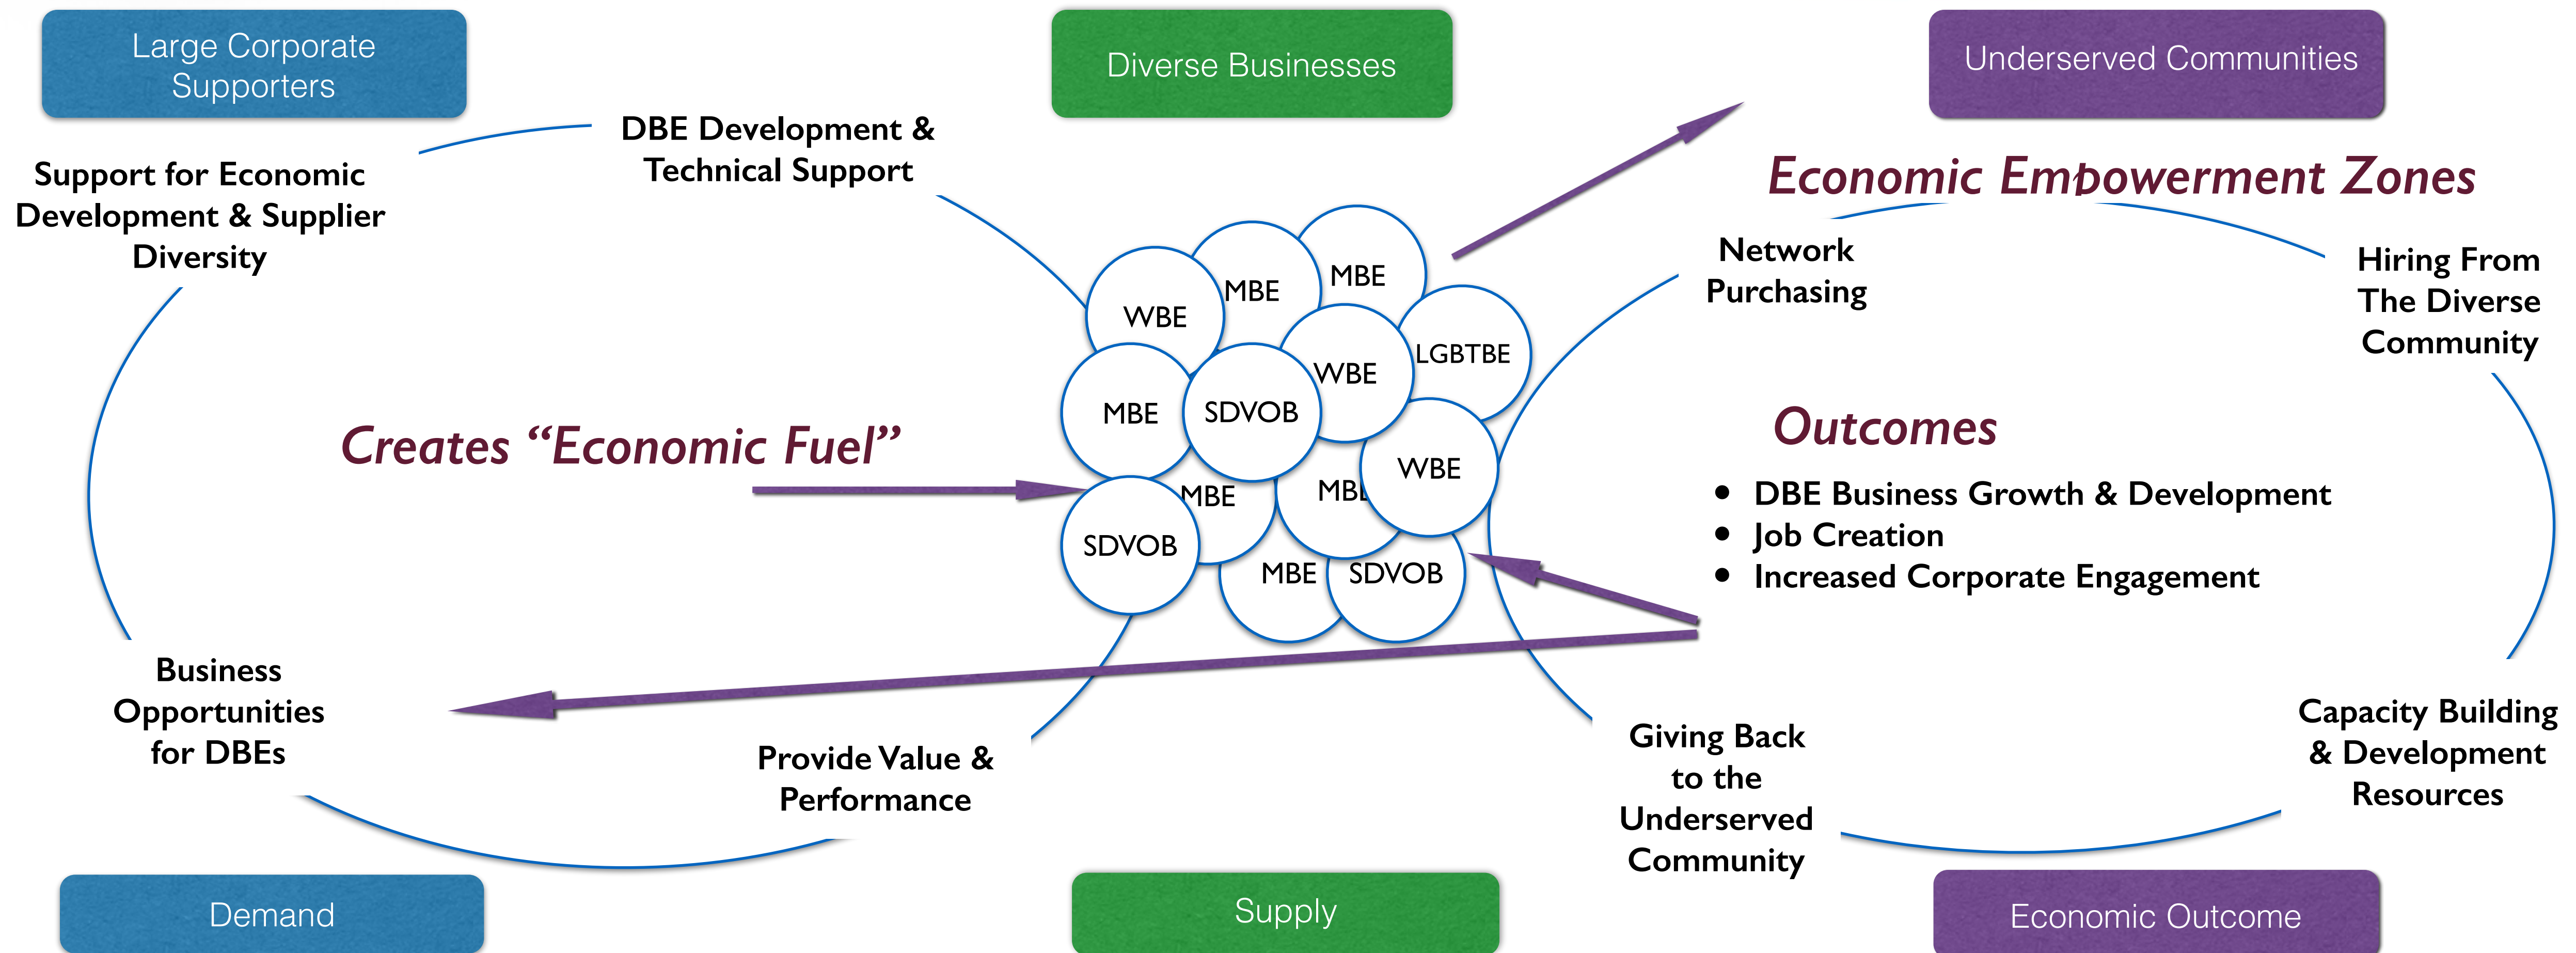 Large Corporate
Supporters
Diverse Businesses
Underserved Communities
Support for Economic
Development & Supplier
Diversity
DBE Development &
Technical Support
Economic Empowerment Zones
Network
Purchasing
Hiring From
The Diverse
Community
WBE
MBE
MBE
LGBTBE
WBE
MBE
SDVOB
WBE
MBE
MBE
SDVOB
MBE
SDVOB
Creates “Economic Fuel”
Outcomes
• DBE Business Growth & Development
• Job Creation
• Increased Corporate Engagement
Business
Opportunities
for DBEs
Provide Value &
Performance
Giving Back
to the
Underserved
Community
Capacity Building
& Development
Resources
Demand
Supply
Economic Outcome